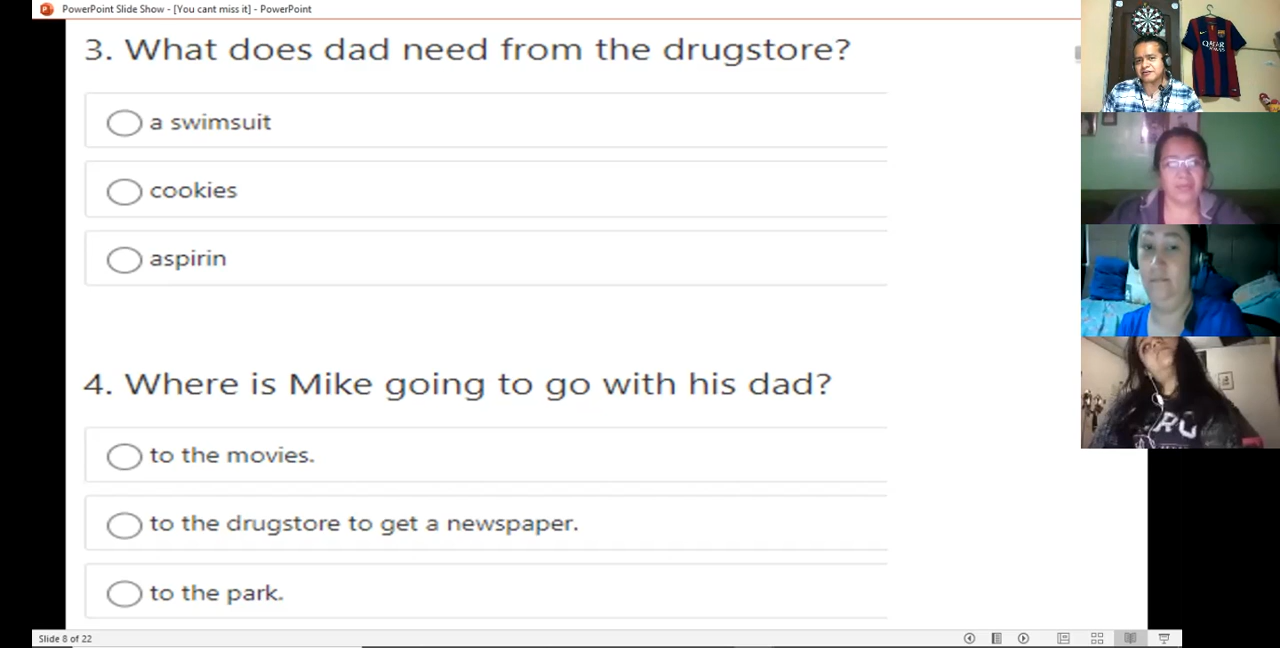 PowerPoint Slide Show - [You cant miss it] - PowerPoint
3. What does dad need from the drugstore?
a swimsuit
cookies
aspirin
4. Where is Mike going to go with his dad?
to the movies.
to the drugstore to get a newspaper.
to the park.
Slide 8 of 22
QATAR